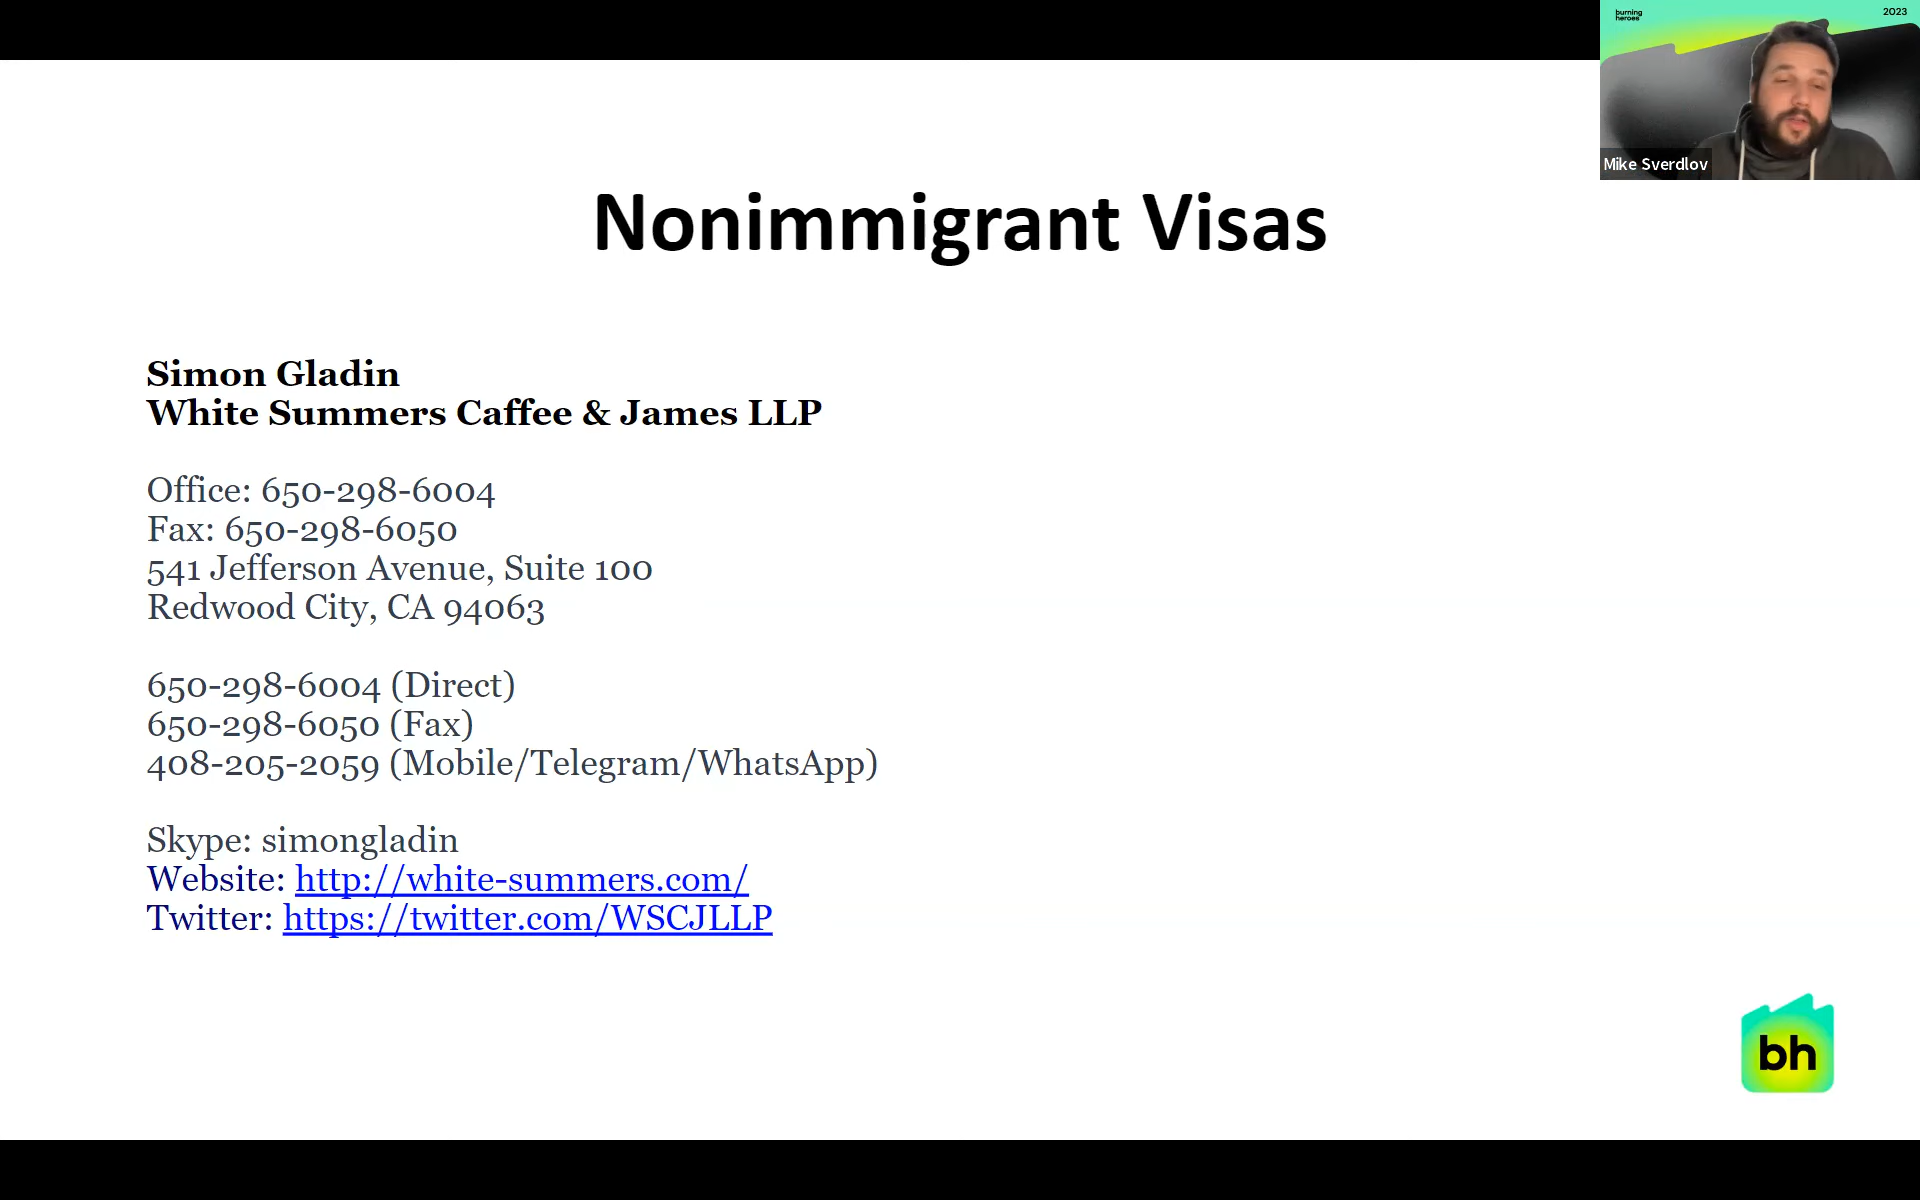 burning
heroes
2023
Mike Sverdlov
Nonimmigrant Visas
Simon Gladin
White Summers Caffee & James LLP
Office: 650-298-6004
Fax: 650-298-6050
541 Jefferson Avenue, Suite 100
Redwood City, CA 94063
650-298-6004 (Direct)
650-298-6050 (Fax)
408-205-2059 (Mobile/Telegram/WhatsApp)
Skype: simongladin
Website: http://white-summers.com/
Twitter: https://twitter.com/WSCJLLP
bh